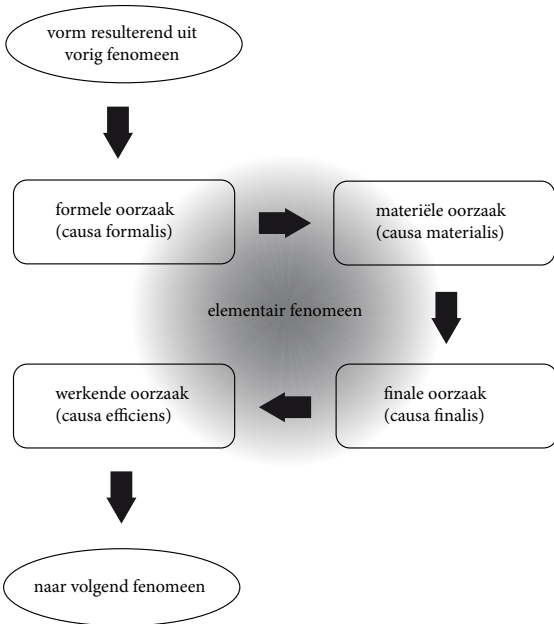 vorm resulterend uit
vorig fenomeen
formele oorzaak
(causa formalis)
materiële oorzaak
(causa materialis)
elementair fenomeen
werkende oorzaak
(causa efficiens)
finale oorzaak
(causa finalis)
naar volgend fenomeen